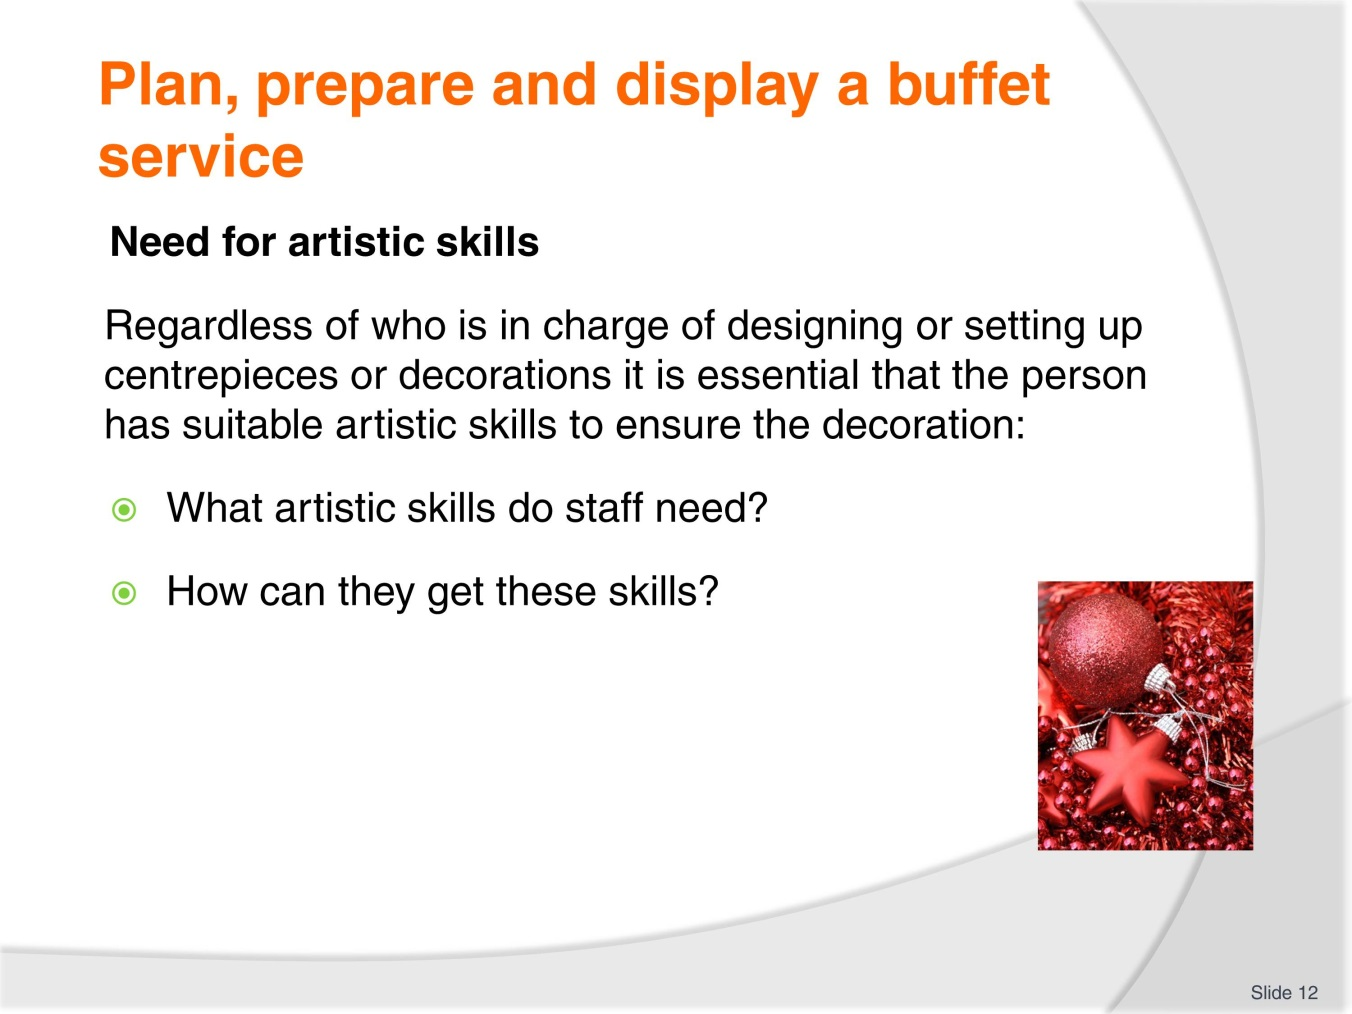 Plan, prepare and display a buffet
service
Need for artistic skills
Regardless of who is in charge of designing or setting up
centrepieces or decorations it is essential that the person
has suitable artistic skills to ensure the decoration:
What artistic skills do staff need?
How can they get these skills?
Slide 12